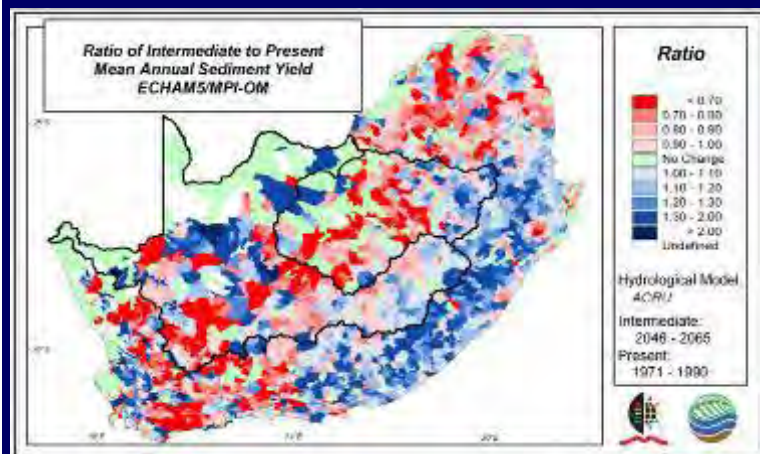 Ratio of Intermediate to Present
Mean Annual Sediment Yield
ECHAM5/MPI-OM
Ratio
< 0.70
0.70 - 0.80
0.80 - 0.90
0.90 - 1.00
No Change
1.00 - 1.10
1.10 - 1.20
1.20 - 1.30
1.30 - 2.00
> 2.00
Undefined
Hydrological Model
ACRU
Intermediate:
2046 - 2065
Present:
1971 - 1990